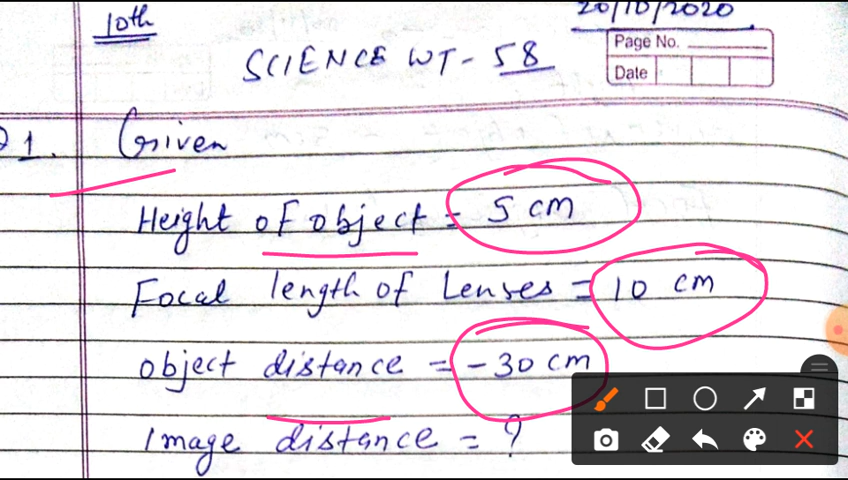 10th
20/10/2020
SCIENCE WT - 58
Page No.
Date
Q1. Given
Height of object = 5 cm
Focal length of Lenses = 10 cm
object distance = - 30 cm
Image distance = ?